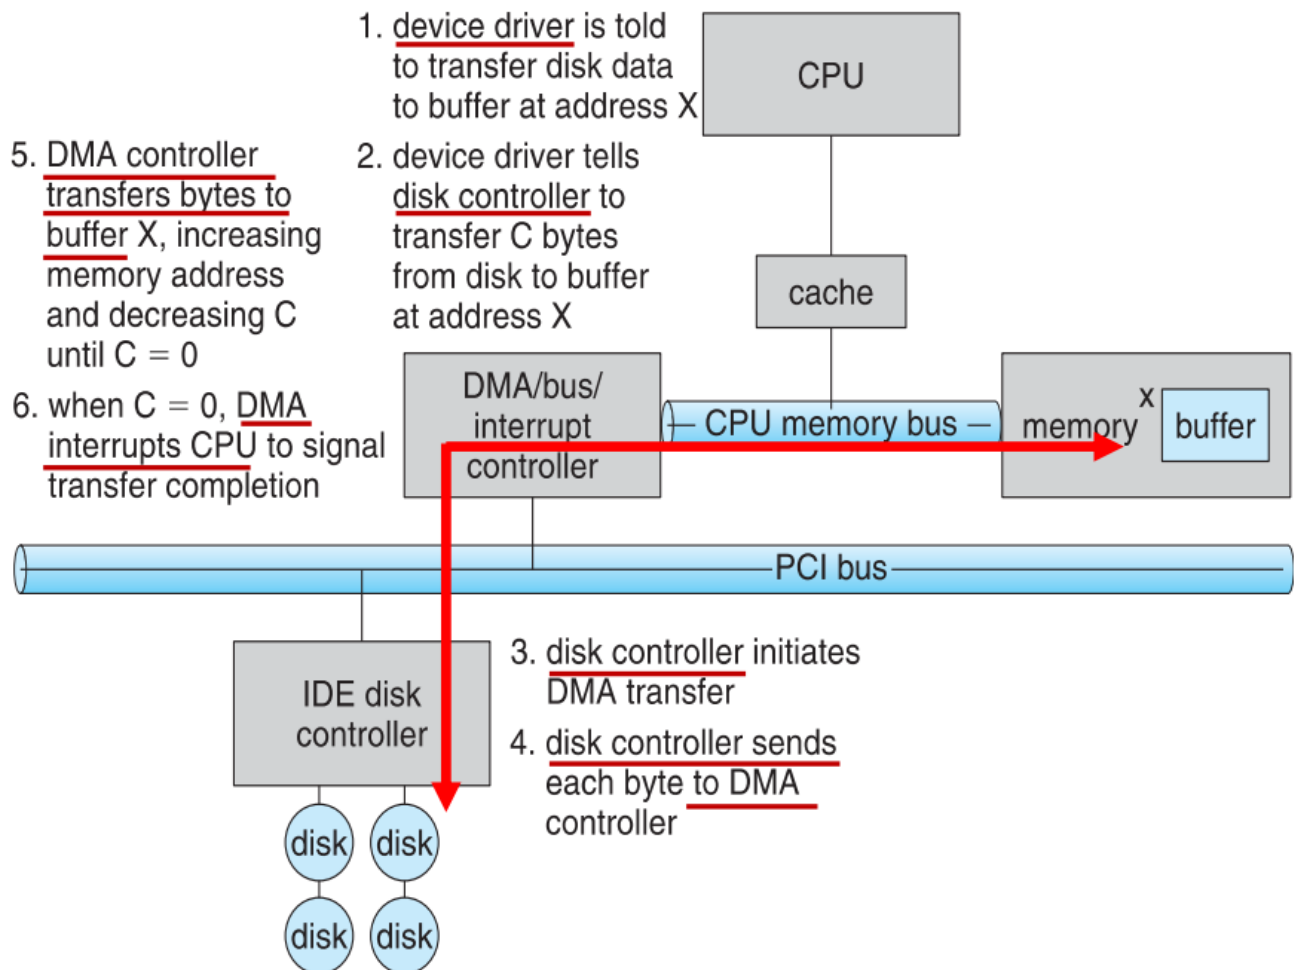 1. device driver is told
to transfer disk data
to buffer at address X
CPU
5. DMA controller
transfers bytes to
buffer X, increasing
memory address
and decreasing C
until C = 0
2. device driver tells
disk controller to
transfer C bytes
from disk to buffer
at address X
cache
6. when C = 0, DMA
interrupts CPU to signal
transfer completion
DMA/bus/
interrupt
controller
CPU memory bus
memory
x
buffer
PCI bus
IDE disk
controller
3. disk controller initiates
DMA transfer
4. disk controller sends
each byte to DMA
controller
disk
disk
disk
disk